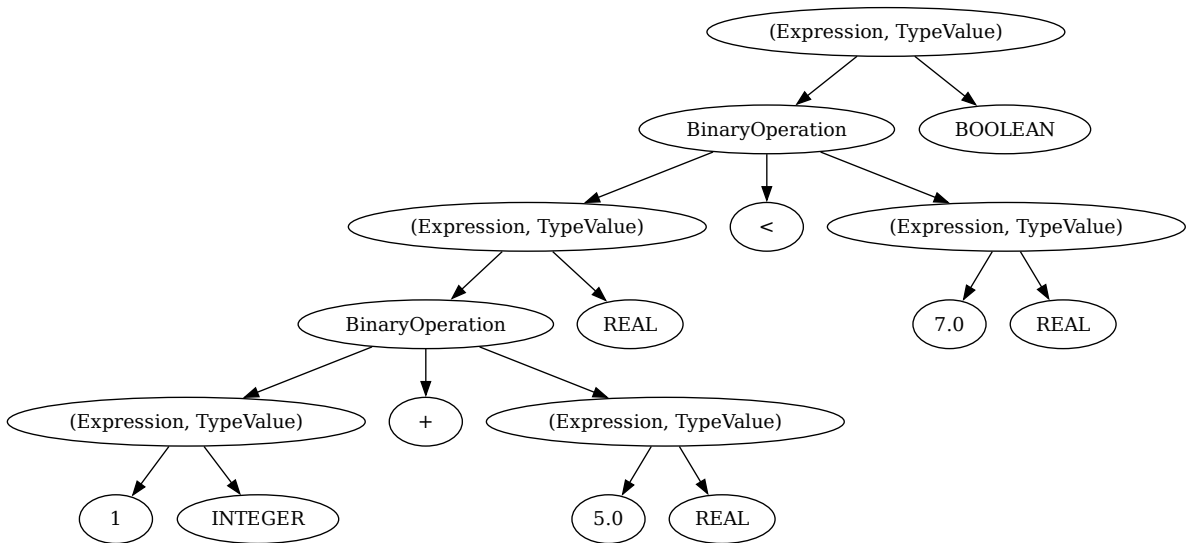 (Expression, TypeValue)
BinaryOperation
BOOLEAN
(Expression, TypeValue)
<
(Expression, TypeValue)
BinaryOperation
REAL
7.0
REAL
(Expression, TypeValue)
+
(Expression, TypeValue)
1
INTEGER
5.0
REAL